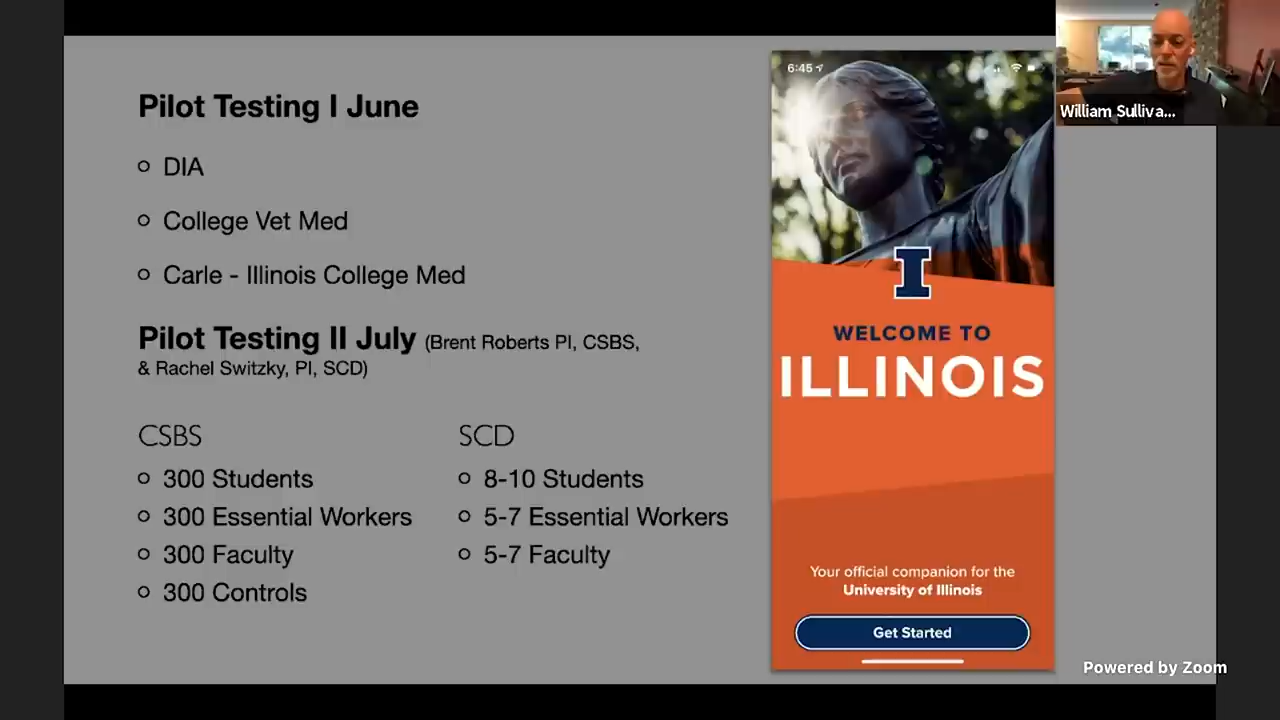 Pilot Testing I June
DIA
College Vet Med
Carle - Illinois College Med
Pilot Testing II July (Brent Roberts PI, CSBS,
& Rachel Switzky, PI, SCD)
CSBS
300 Students
300 Essential Workers
300 Faculty
300 Controls
SCD
8-10 Students
5-7 Essential Workers
5-7 Faculty
6:45
I
WELCOME TO
ILLINOIS
Your official companion for the
University of Illinois
Get Started
William Sulliva...
Powered by Zoom